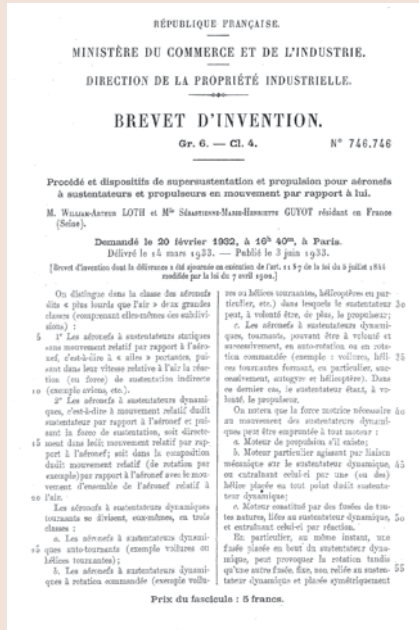 RÉPUBLIQUE FRANÇAISE.
MINISTÈRE DU COMMERCE ET DE L'INDUSTRIE.
DIRECTION DE LA PROPRIÉTÉ INDUSTRIELLE.
BREVET D'INVENTION.
Gr. 6. — Cl. 4.
N° 746.746
Procédé et dispositifs de supersustentation et propulsion pour aéronefs
à sustentateurs et propulseurs en mouvement par rapport à lui.
M. William-Arthur LOTH et Mlle Sébastienne-Marie-Henriette GUYOT résidant en France
(Seine).
Demandé le 20 février 1932, à 16h 40m, à Paris.
Délivré le 14 mars 1933. — Publié le 3 juin 1933.
[Brevet d'invention dont la délivrance a été ajournée en exécution de l'art. 11 § 7 de la loi du 5 juillet 1844
modifiée par la loi du 7 avril 1902.]
On distingue dans la classe des aéronefs
dits « plus lourds que l'air » deux grandes
classes (comprenant elles-mêmes des subdivi-
sions) :
5 1° Les aéronefs à sustentateurs statiques
sans mouvement relatif par rapport à l'aéro-
nef, c'est-à-dire à « ailes » portantes, pui-
sant dans leur vitesse relative à l'air la réac-
tion (ou force) de sustentation indirecte
10 (exemple avions, etc.).
2° Les aéronefs à sustentateurs dynami-
ques, c'est-à-dire à mouvement relatif dudit
sustentateur par rapport à l'aéronef et pui-
sant la force de sustentation, soit directe-
15 ment dans ledit mouvement relatif par rap-
port à l'aéronef; soit dans la composition
dudit mouvement relatif (de rotation par
exemple) par rapport à l'aéronef avec le mou-
vement d'ensemble de l'aéronef relatif à
20 l'air.
Les aéronefs à sustentateurs dynamiques
tournants se divisent, eux-mêmes, en trois
classes :
a. Les aéronefs à sustentateurs dynami-
25 ques auto-tournants (exemple voilures ou
hélices tournantes);
b. Les aéronefs à sustentateurs dynami-
ques à rotation commandée (exemple voilu-
res ou hélices tournantes, hélicoptères en par-
ticulier, etc.) dans lesquels le sustentateur 30
peut, à volonté être, de plus, le propulseur;
c. Les aéronefs à sustentateurs dynami-
ques, tournants, pouvant être à volonté et
successivement, en auto-rotation ou en rota-
tion commandée (exemple : voilures, héli- 35
ces tournantes formant, en particulier, suc-
cessivement, autogyre et hélicoptère). Dans
ce dernier cas, le sustentateur étant, à vo-
lonté, le propulseur.
On notera que la force motrice nécessaire 40
au mouvement des sustentateurs dynami-
ques peut être empruntée à tout moteur :
a. Moteur de propulsion s'il existe;
b. Moteur particulier agissant par liaison
mécanique sur le sustentateur dynamique, 45
ou entraînant celui-ci par une (ou des)
hélice placée en tout point dudit sustenta-
teur dynamique;
c. Moteur constitué par des fusées de tou-
tes natures, liées au sustentateur dynamique, 50
et entraînant celui-ci par réaction.
En particulier, au même instant, une
fusée placée en bout du sustentateur dyna-
mique, peut provoquer la rotation tandis
qu'une autre fusée, fixe, non reliée au susten- 55
tateur dynamique et placée symétriquement
Prix du fascicule : 5 francs.